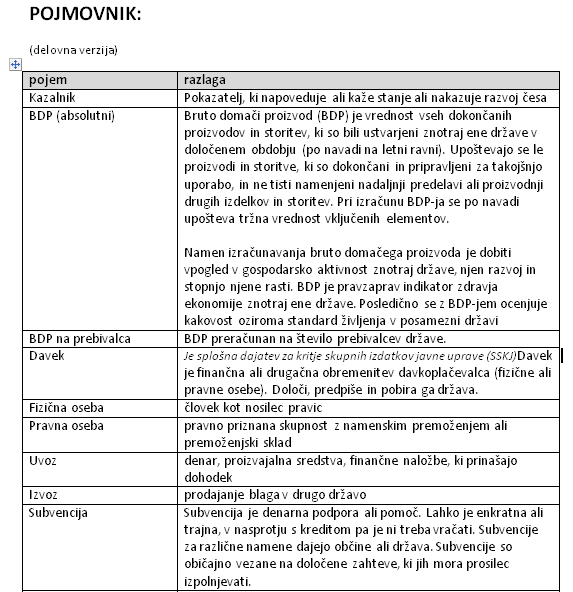 POJMOVNIK:
(delovna verzija)
pojem razlaga
Kazalnik Pokazatelj, ki napoveduje ali kaže stanje ali nakazuje razvoj česa
BDP (absolutni) Bruto domači proizvod (BDP) je vrednost vseh dokončanih
proizvodov in storitev, ki so bili ustvarjeni znotraj ene države v
določenem obdobju (po navadi na letni ravni). Upoštevajo se le
proizvodi in storitve, ki so dokončani in pripravljeni za takojšnjo
uporabo, in ne tisti namenjeni nadaljnji predelavi ali proizvodnji
drugih izdelkov in storitev. Pri izračunu BDP-ja se po navadi
upošteva tržna vrednost vključenih elementov.
Namen izračunavanja bruto domačega proizvoda je dobiti
vpogled v gospodarsko aktivnost znotraj države, njen razvoj in
stopnjo njene rasti. BDP je pravzaprav indikator zdravja
ekonomije znotraj ene države. Posledično se z BDP-jem ocenjuje
kakovost oziroma standard življenja v posamezni državi
BDP na prebivalca BDP preračunan na število prebivalcev države.
Davek Je splošna dajatev za kritje skupnih izdatkov javne uprave (SSKJ)Davek
je finančna ali drugačna obremenitev davkoplačevalca (fizične ali
pravne osebe). Določi, predpiše in pobira ga država.
Fizična oseba človek kot nosilec pravic
Pravna oseba pravno priznana skupnost z namenskim premoženjem ali
premoženjski sklad
Uvoz denar, proizvajalna sredstva, finančne naložbe, ki prinašajo
dohodek
Izvoz prodajanje blaga v drugo državo
Subvencija Subvencija je denarna podpora ali pomoč. Lahko je enkratna ali
trajna, v nasprotju s kreditom pa je ni treba vračati. Subvencije
za različne namene dajejo občine ali država. Subvencije so
običajno vezane na določene zahteve, ki jih mora prosilec
izpolnjevati.